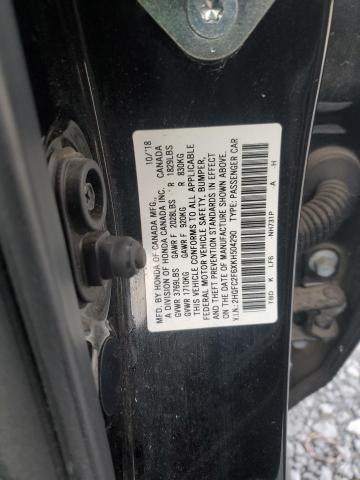 MFD. BY HONDA OF CANADA MFG., 10/18
A DIVISION OF HONDA CANADA INC. CANADA
GVWR 3769LBS GAWR F 2028LBS R 1829LBS
GVWR 1710KG GAWR F 920KG R 830KG
THIS VEHICLE CONFORMS TO ALL APPLICABLE
FEDERAL MOTOR VEHICLE SAFETY, BUMPER,
AND THEFT PREVENTION STANDARDS IN EFFECT
ON THE DATE OF MANUFACTURE SHOWN ABOVE.
V.I.N.:2HGFC2F6XKH504290 TYPE:PASSENGER CAR
TBD K LF6 NH731P -A H